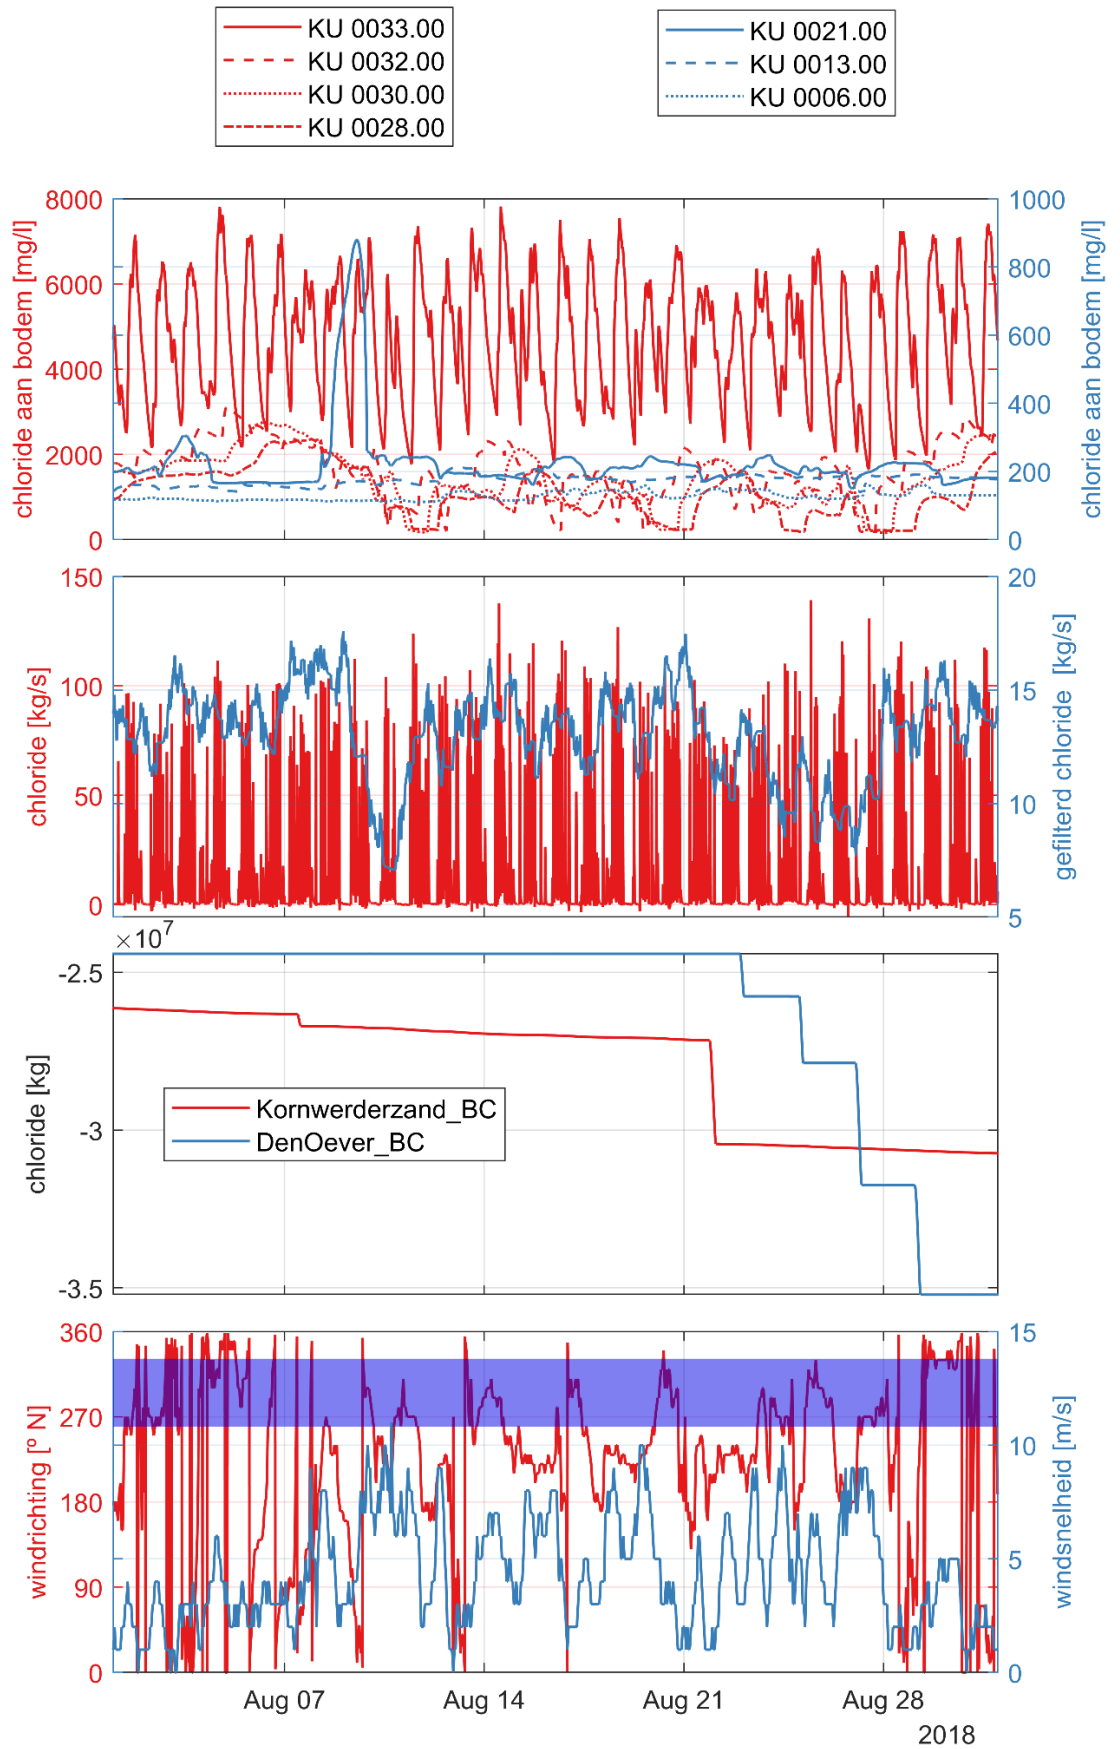 KU 0033.00
KU 0032.00
KU 0030.00
KU 0028.00
KU 0021.00
KU 0013.00
KU 0006.00
chloride aan bodem [mg/l]
8000
6000
4000
2000
0
1000
800
600
400
200
0
chloride aan bodem [mg/l]
chloride [kg/s]
150
100
50
0
20
15
10
5
gefilterd chloride [kg/s]
×10^7
chloride [kg]
-2.5
-3
-3.5
Kornwerderzand_BC
DenOever_BC
windrichting [º N]
360
270
180
90
0
15
10
5
0
windsnelheid [m/s]
Aug 07
Aug 14
Aug 21
Aug 28
2018